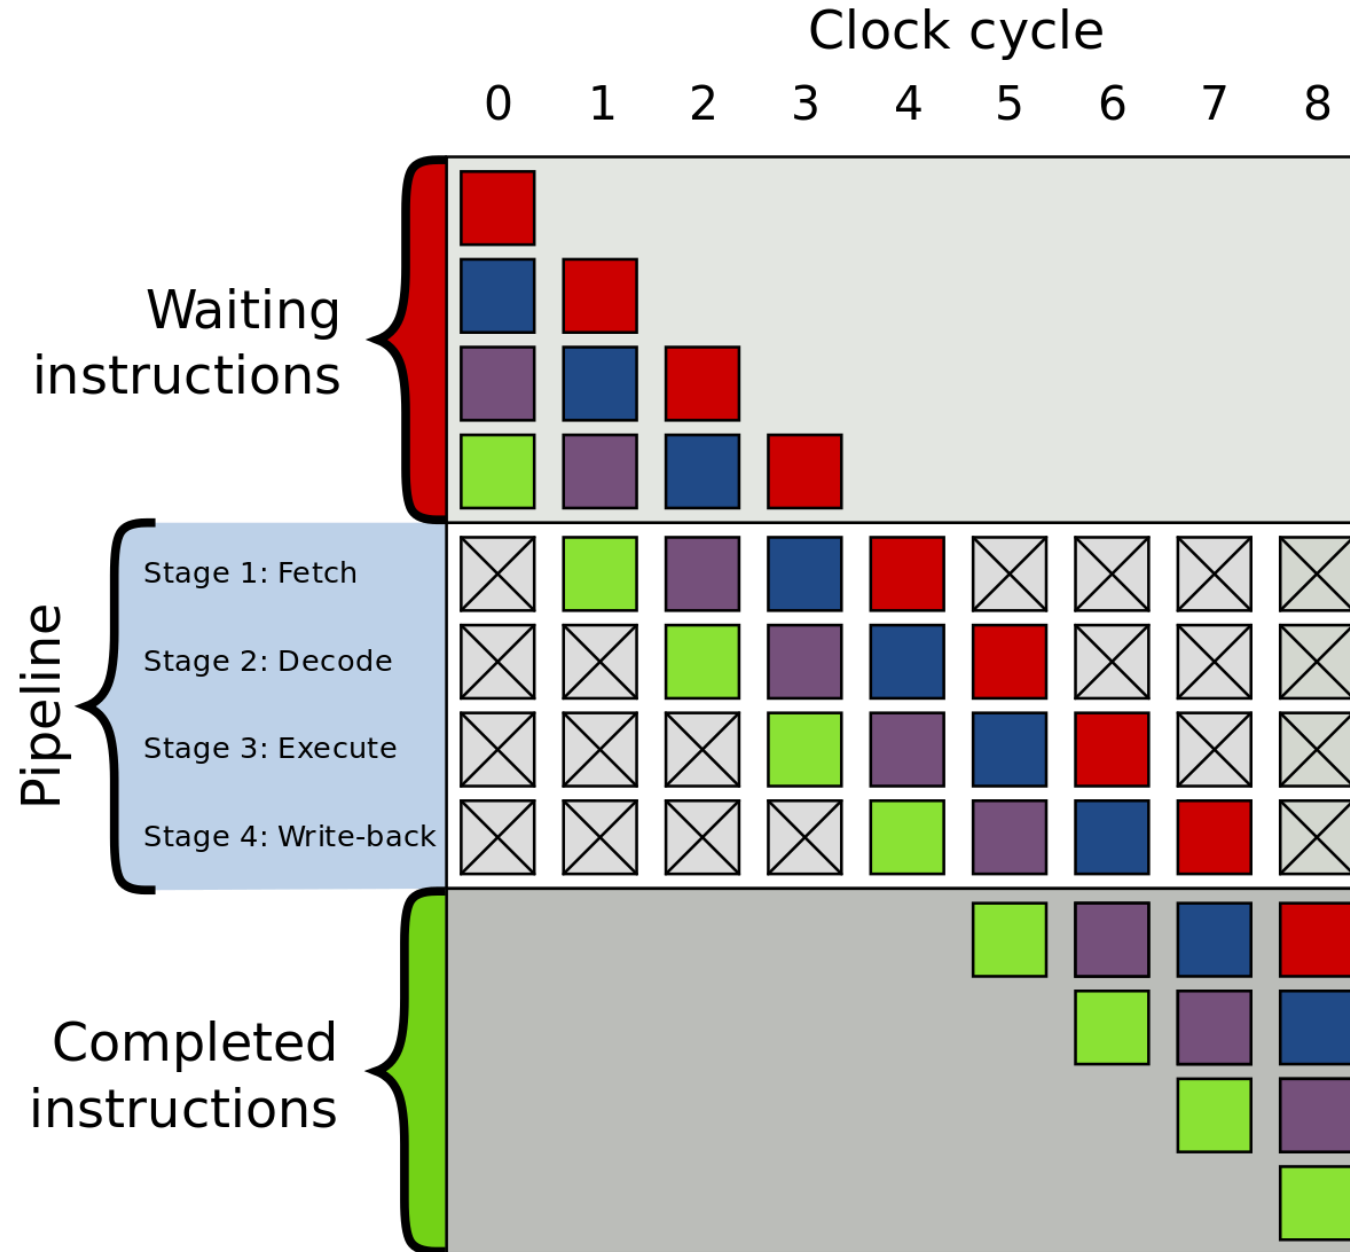 Clock cycle
0 1 2 3 4 5 6 7 8
Waiting
instructions
Pipeline
Stage 1: Fetch
Stage 2: Decode
Stage 3: Execute
Stage 4: Write-back
Completed
instructions